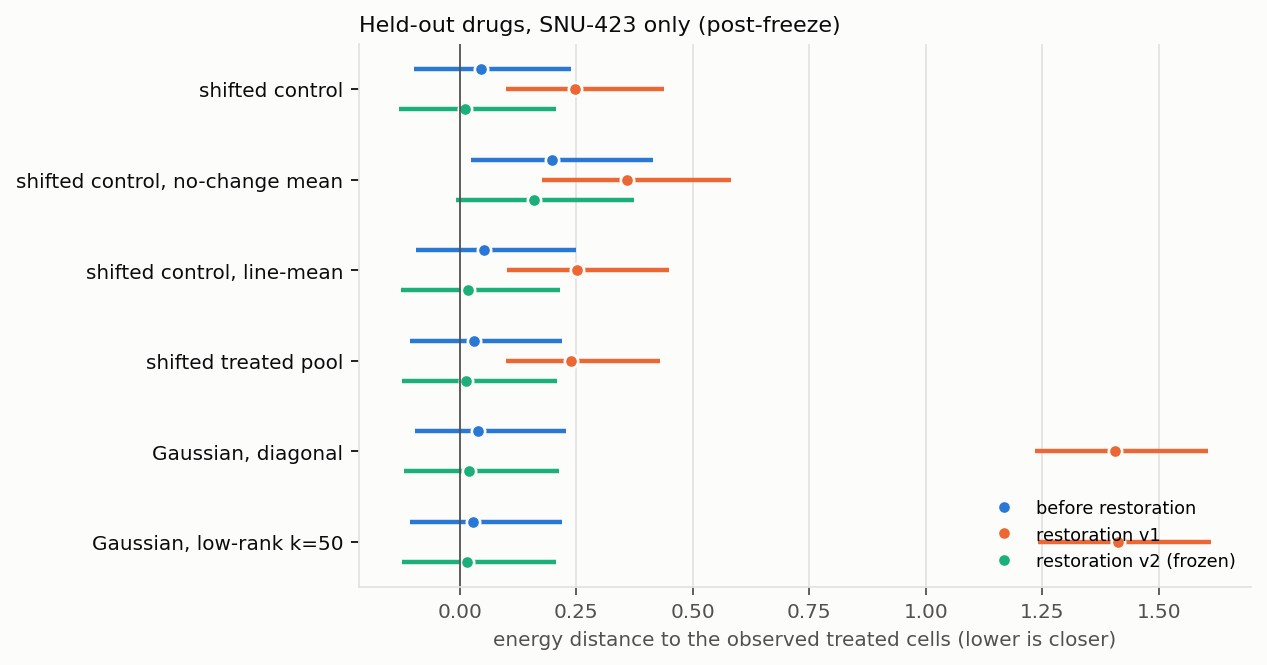 Held-out drugs, SNU-423 only (post-freeze)
shifted control
shifted control, no-change mean
shifted control, line-mean
shifted treated pool
Gaussian, diagonal
Gaussian, low-rank k=50
before restoration
restoration v1
restoration v2 (frozen)
0.00 0.25 0.50 0.75 1.00 1.25 1.50
energy distance to the observed treated cells (lower is closer)